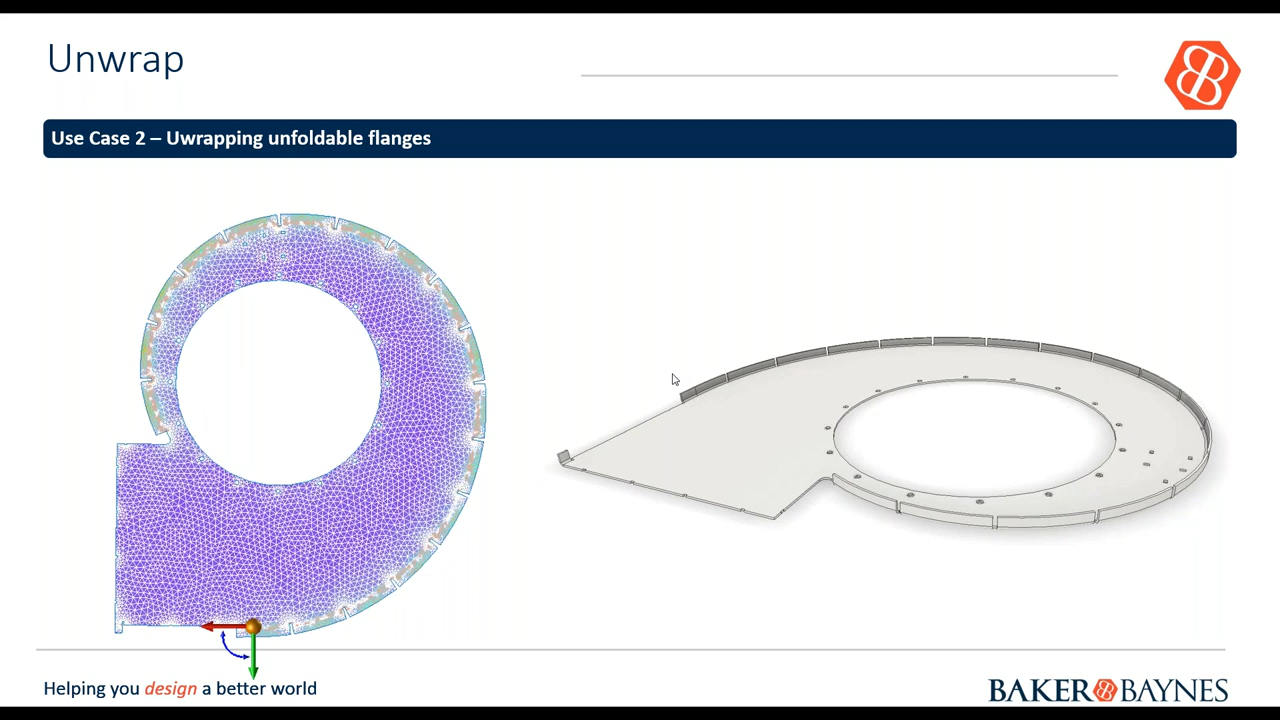 Unwrap
Use Case 2 – Uwrapping unfoldable flanges
Helping you design a better world
BAKER BAYNES